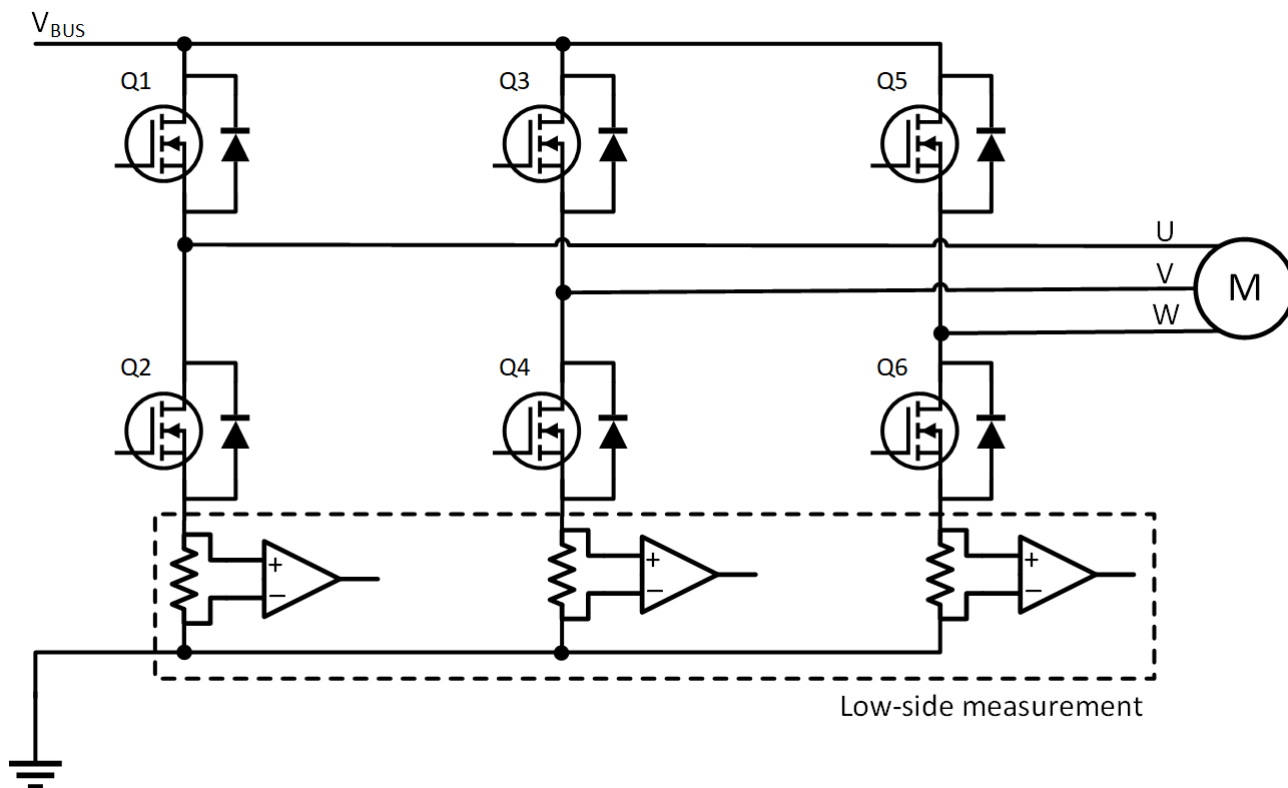 VBUS
Q1
Q3
Q5
U
V
W
M
Q2
Q4
Q6
+
−
+
−
+
−
Low-side measurement